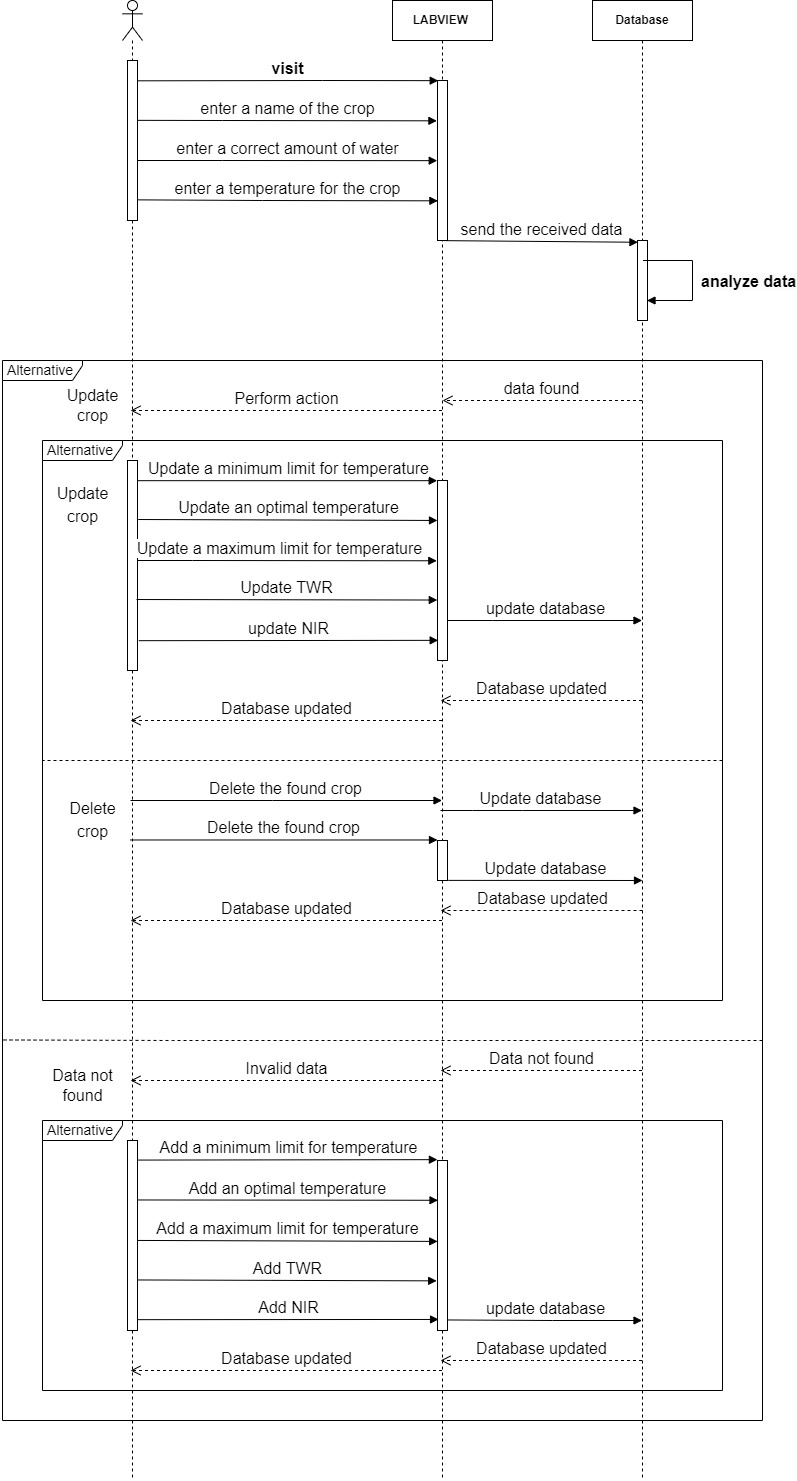 LABVIEW
Database
visit
enter a name of the crop
enter a correct amount of water
enter a temperature for the crop
send the received data
analyze data
Alternative
Update
crop
Perform action
data found
Alternative
Update a minimum limit for temperature
Update
crop
Update an optimal temperature
Update a maximum limit for temperature
Update TWR
update database
update NIR
Database updated
Database updated
Delete the found crop
Update database
Delete
crop
Delete the found crop
Update database
Database updated
Database updated
Data not found
Invalid data
Data not
found
Alternative
Add a minimum limit for temperature
Add an optimal temperature
Add a maximum limit for temperature
Add TWR
Add NIR
update database
Database updated
Database updated